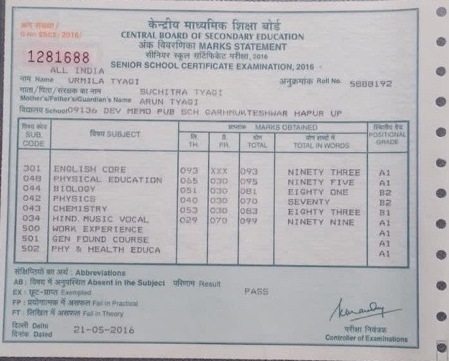 क्रम संख्या /
S.No SSCE/2016/
1281688
केन्द्रीय माध्यमिक शिक्षा बोर्ड
CENTRAL BOARD OF SECONDARY EDUCATION
अंक विवरणिका MARKS STATEMENT
सीनियर स्कूल सर्टिफिकेट परीक्षा, 2016
SENIOR SCHOOL CERTIFICATE EXAMINATION, 2016
ALL INDIA
नाम Name URMILA TYAGI अनुक्रमांक Roll No. 5888192
माता/पिता/संरक्षक का नाम SUCHITRA TYAGI
Mother's/Father's/Guardian's Name ARUN TYAGI
विद्यालय School 09136 DEV MEMO PUB SCH GARHMUKTESHWAR HAPUR UP
विषय कोड SUB. CODE विषय SUBJECT प्राप्तांक MARKS OBTAINED स्थितीय ग्रेड POSITIONAL GRADE
लि. TH. प्रै. PR. योग TOTAL योग शब्दों में TOTAL IN WORDS
301 ENGLISH CORE 093 XXX 093 NINETY THREE A1
048 PHYSICAL EDUCATION 065 030 095 NINETY FIVE A1
044 BIOLOGY 051 030 081 EIGHTY ONE B2
042 PHYSICS 040 030 070 SEVENTY B2
043 CHEMISTRY 053 030 083 EIGHTY THREE B1
034 HIND. MUSIC VOCAL 029 070 099 NINETY NINE A1
500 WORK EXPERIENCE A1
501 GEN FOUND COURSE A1
502 PHY & HEALTH EDUCA A1
संक्षिप्तियों का अर्थ : Abbreviations
AB : विषय में अनुपस्थित Absent in the Subject परिणाम Result PASS
EX : छूट-प्राप्त Exempted
FP : प्रयोगात्मक में असफल Fail in Practical
FT : लिखित में असफल Fail in Theory
दिल्ली Delhi
दिनांक Dated 21-05-2016
परीक्षा नियंत्रक
Controller of Examinations